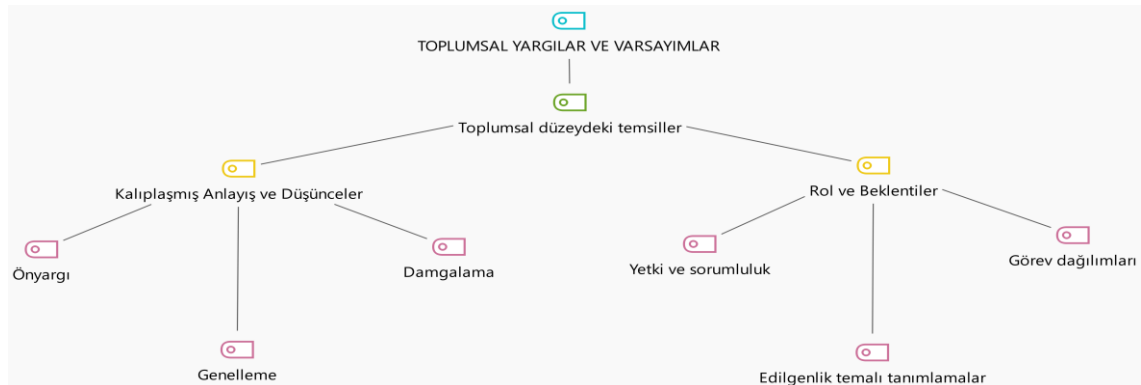 TOPLUMSAL YARGILAR VE VARSAYIMLAR
Toplumsal düzeydeki temsiller
Kalıplaşmış Anlayış ve Düşünceler
Rol ve Beklentiler
Önyargı
Damgalama
Yetki ve sorumluluk
Görev dağılımları
Genelleme
Edilgenlik temalı tanımlamalar